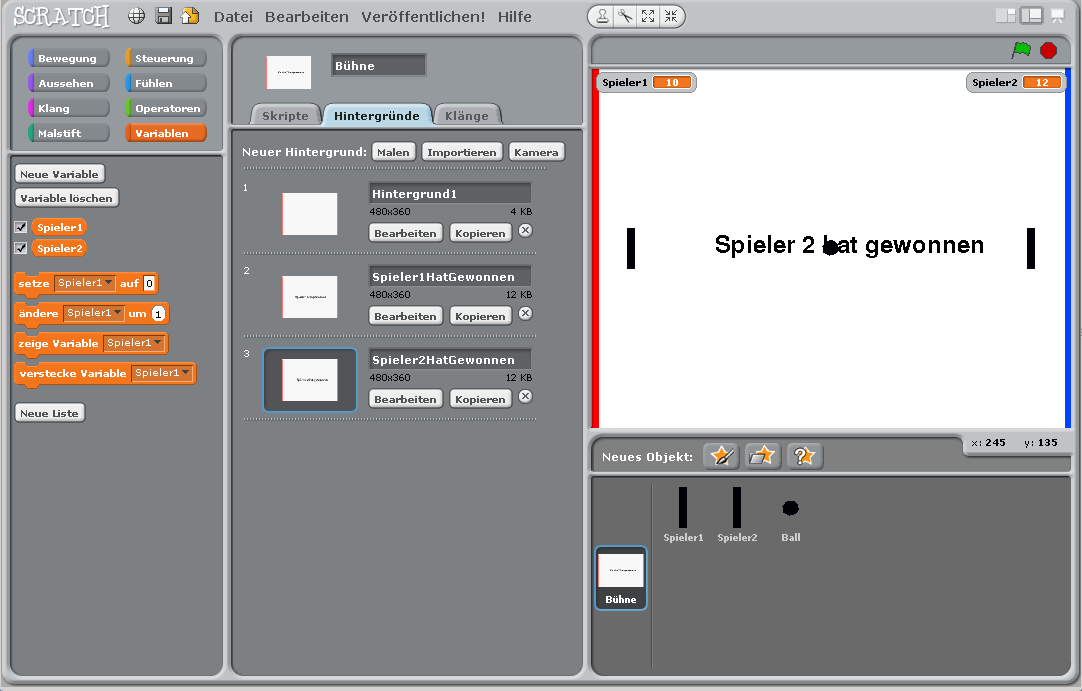 SCRATCH Datei Bearbeiten Veröffentlichen! Hilfe
Bewegung Steuerung
Aussehen Fühlen
Klang Operatoren
Malstift Variablen
Neue Variable
Variable löschen
Spieler1
Spieler2
setze Spieler1 auf 0
ändere Spieler1 um 1
zeige Variable Spieler1
verstecke Variable Spieler1
Neue Liste
Bühne
Skripte Hintergründe Klänge
Neuer Hintergrund: Malen Importieren Kamera
1 Hintergrund1
480x360 4 KB
Bearbeiten Kopieren
2 Spieler1HatGewonnen
480x360 12 KB
Bearbeiten Kopieren
3 Spieler2HatGewonnen
480x360 12 KB
Bearbeiten Kopieren
Spieler1 10 Spieler2 12
Spieler 2 hat gewonnen
x: 245 y: 135
Neues Objekt:
Spieler1 Spieler2 Ball
Bühne